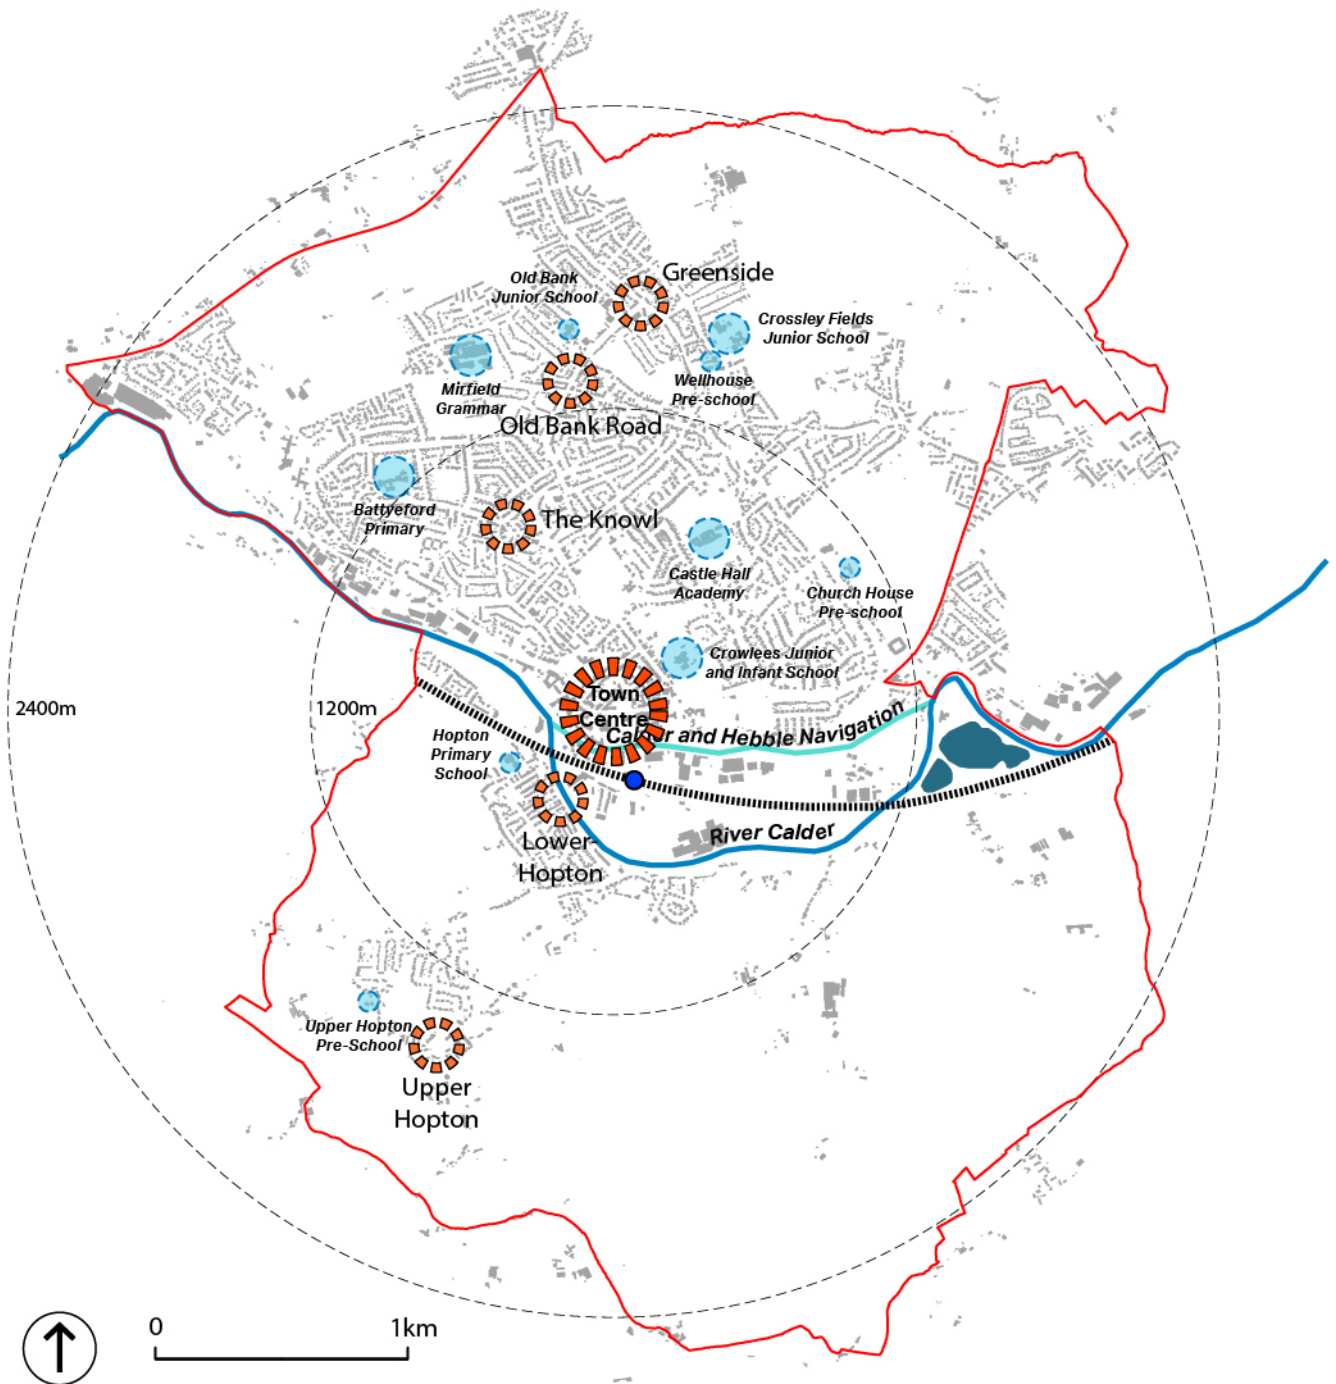 Greenside
Old Bank
Junior School
Crossley Fields
Junior School
Mirfield
Grammar
Wellhouse
Pre-school
Old Bank Road
Battyeford
Primary
The Knowl
Castle Hall
Academy
Church House
Pre-school
Crowlees Junior
and Infant School
2400m
1200m
Town
Centre
Calder and Hebble Navigation
Hopton
Primary
School
River Calder
Lower-
Hopton
Upper Hopton
Pre-School
Upper
Hopton
0
1km